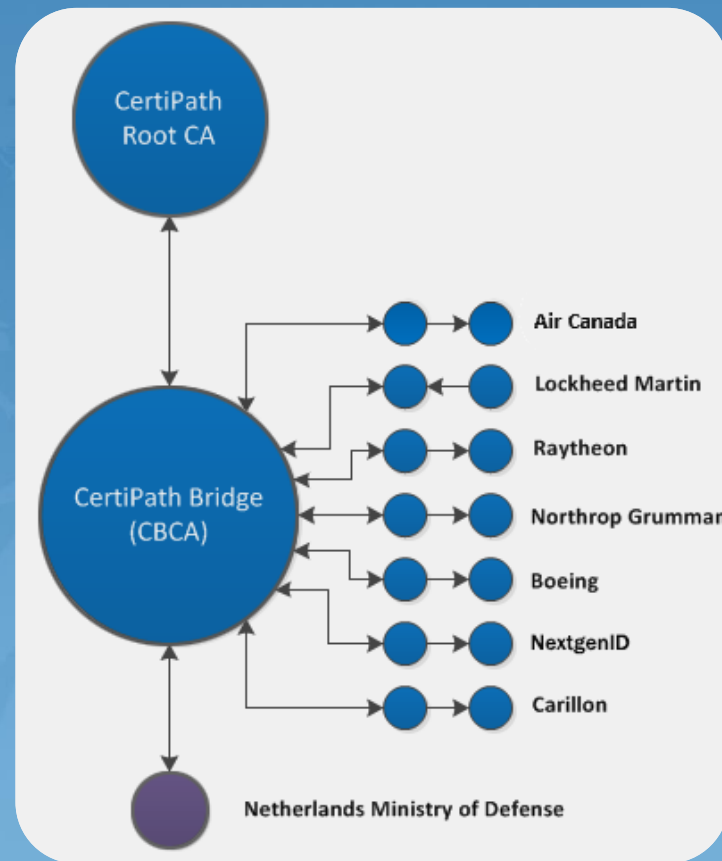 CertiPath
Root CA
Air Canada
Lockheed Martin
Raytheon
CertiPath Bridge
(CBCA)
Northrop Grumman
Boeing
NextgenID
Carillon
Netherlands Ministry of Defense